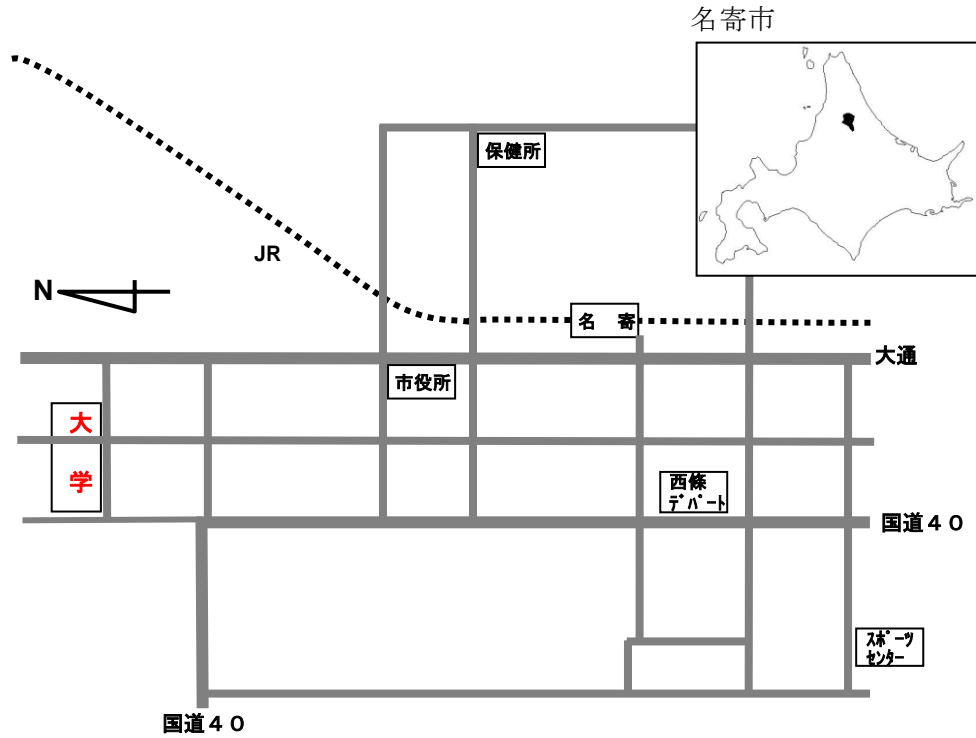 名寄市
保健所
JR
N
名 寄
大通
市役所
大
学
西條
ﾃﾞﾊﾟｰﾄ
国道４０
ｽﾎﾟｰﾂ
ｾﾝﾀｰ
国道４０